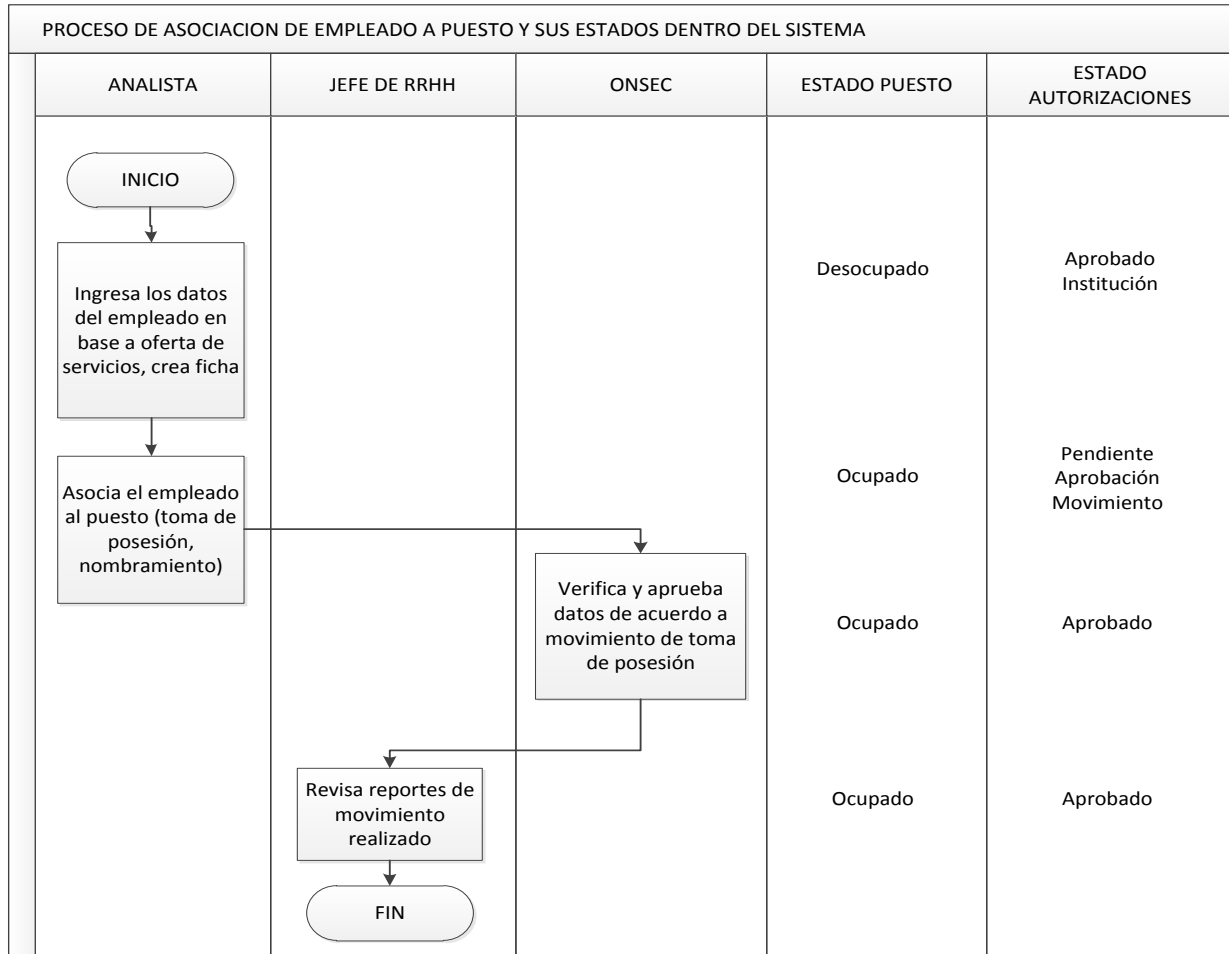 PROCESO DE ASOCIACION DE EMPLEADO A PUESTO Y SUS ESTADOS DENTRO DEL SISTEMA
ANALISTA
JEFE DE RRHH
ONSEC
ESTADO PUESTO
ESTADO
AUTORIZACIONES
INICIO
Ingresa los datos
del empleado en
base a oferta de
servicios, crea ficha
Desocupado
Aprobado
Institución
Asocia el empleado
al puesto (toma de
posesión,
nombramiento)
Ocupado
Pendiente
Aprobación
Movimiento
Verifica y aprueba
datos de acuerdo a
movimiento de toma
de posesión
Ocupado
Aprobado
Revisa reportes de
movimiento
realizado
Ocupado
Aprobado
FIN